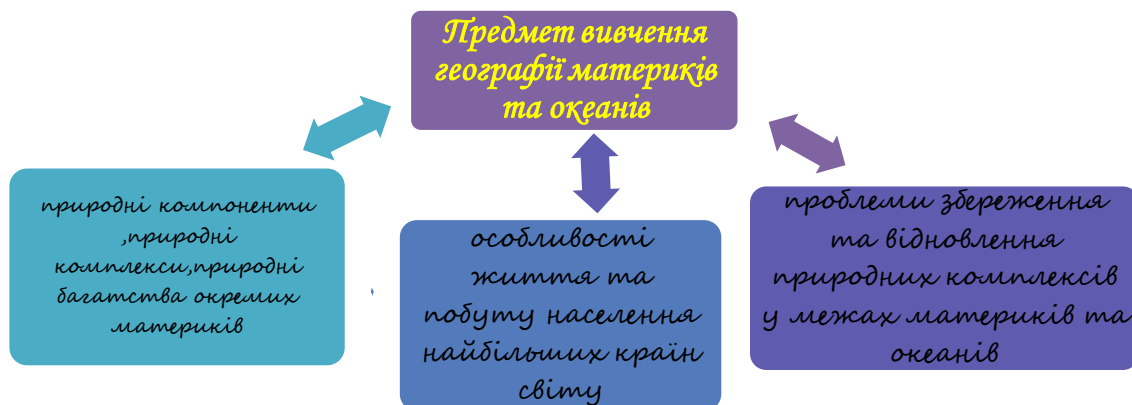 Предмет вивчення
географії материків
та океанів
природні компоненти
,природні
комплекси,природні
багатства окремих
материків
особливості
життя та
побуту населення
найбільших країн
світу
проблеми збереження
та відновлення
природних комплексів
у межах материків та
океанів